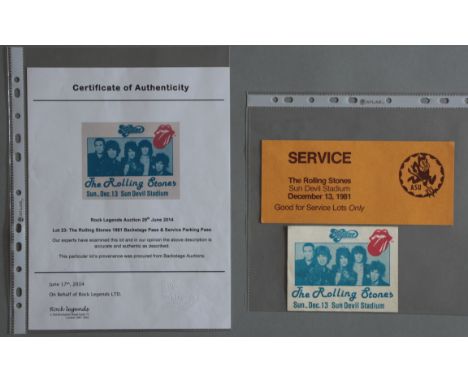 Certificate of Authenticity
The Rolling Stones
Sun. Dec. 13 Sun Devil Stadium
Rock Legends Auction 29th June 2014
Lot 23- The Rolling Stones 1981 Backstage Pass & Service Parking Pass
Our experts have examined this lot and in our opinion the above description is
accurate and authentic as described.
This particular lot's provenance was procured from Backstage Auctions.
June 17th, 2014
On Behalf of Rock Legends LTD.
Rock legends
SERVICE
The Rolling Stones
Sun Devil Stadium
December 13, 1981
Good for Service Lots Only
ASU
The Rolling Stones
Sun. Dec. 13 Sun Devil Stadium